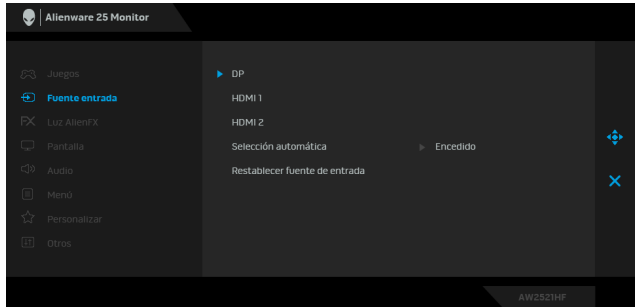 Alienware 25 Monitor
Juegos
Fuente entrada
Luz AlienFX
Pantalla
Audio
Menú
Personalizar
Otros
DP
HDMI 1
HDMI 2
Selección automática Encedido
Restablecer fuente de entrada
AW2521HF